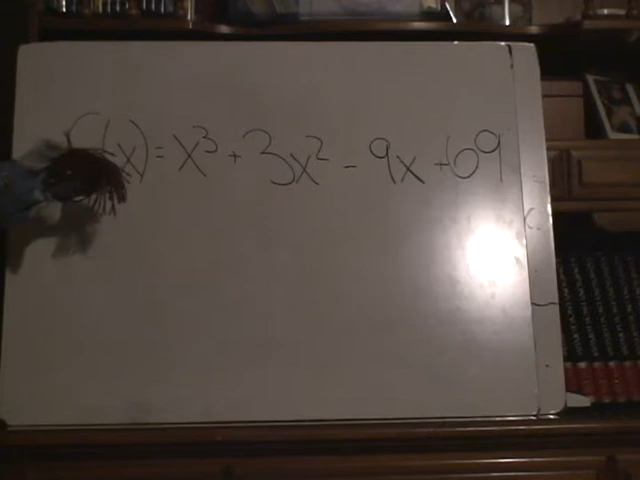 f(x) = x³ + 3x² - 9x + 69